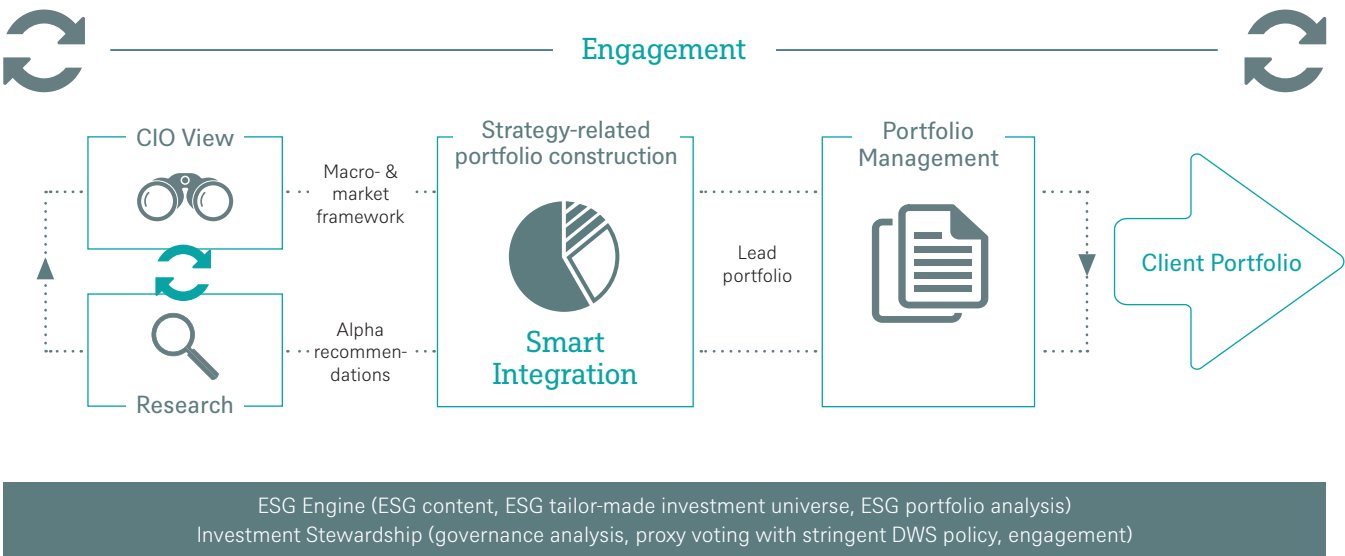 Engagement
CIO View
Macro- &
market
framework
Strategy-related
portfolio construction
Portfolio
Management
Lead
portfolio
Client Portfolio
Alpha
recommen-
dations
Smart
Integration
Research
ESG Engine (ESG content, ESG tailor-made investment universe, ESG portfolio analysis)
Investment Stewardship (governance analysis, proxy voting with stringent DWS policy, engagement)